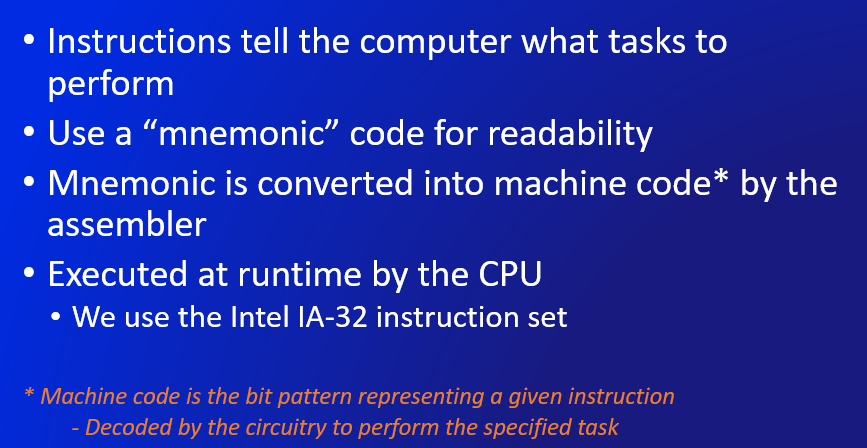 • Instructions tell the computer what tasks to
perform
• Use a “mnemonic” code for readability
• Mnemonic is converted into machine code* by the
assembler
• Executed at runtime by the CPU
• We use the Intel IA-32 instruction set
* Machine code is the bit pattern representing a given instruction
- Decoded by the circuitry to perform the specified task